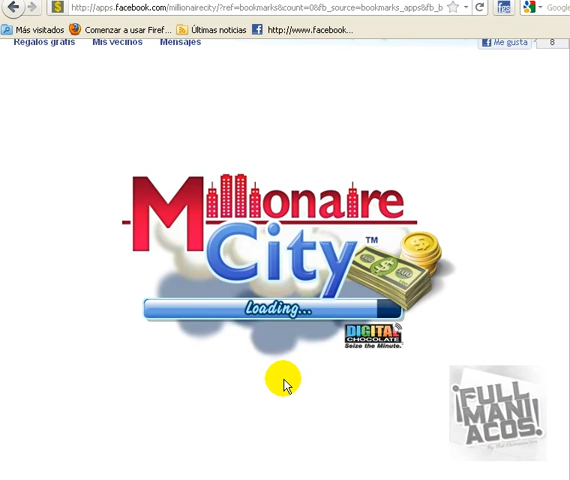 http://apps.facebook.com/millionairecity/?ref=bookmarks&count=0&fb_source=bookmarks_apps&fb_b
Google
Más visitados
Comenzar a usar Firef...
Últimas noticias
http://www.facebook...
Regalos gratis
Mis vecinos
Mensajes
Me gusta
8
Millionaire
City™
Loading...
DIGITAL
CHOCOLATE
Seize the Minute.
¡FULL
MANI
ACOS!